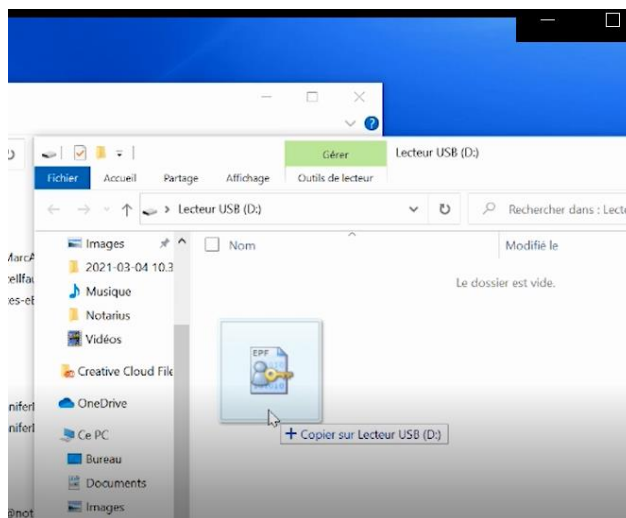 Gérer
Lecteur USB (D:)
Fichier
Accueil
Partage
Affichage
Outils de lecteur
Lecteur USB (D:)
Rechercher dans : Lecte
Images
Nom
Modifié le
2021-03-04 10.3
Le dossier est vide.
Musique
Notarius
Vidéos
EPF
Creative Cloud File
OneDrive
+ Copier sur Lecteur USB (D:)
Ce PC
Bureau
Documents
Images
@not